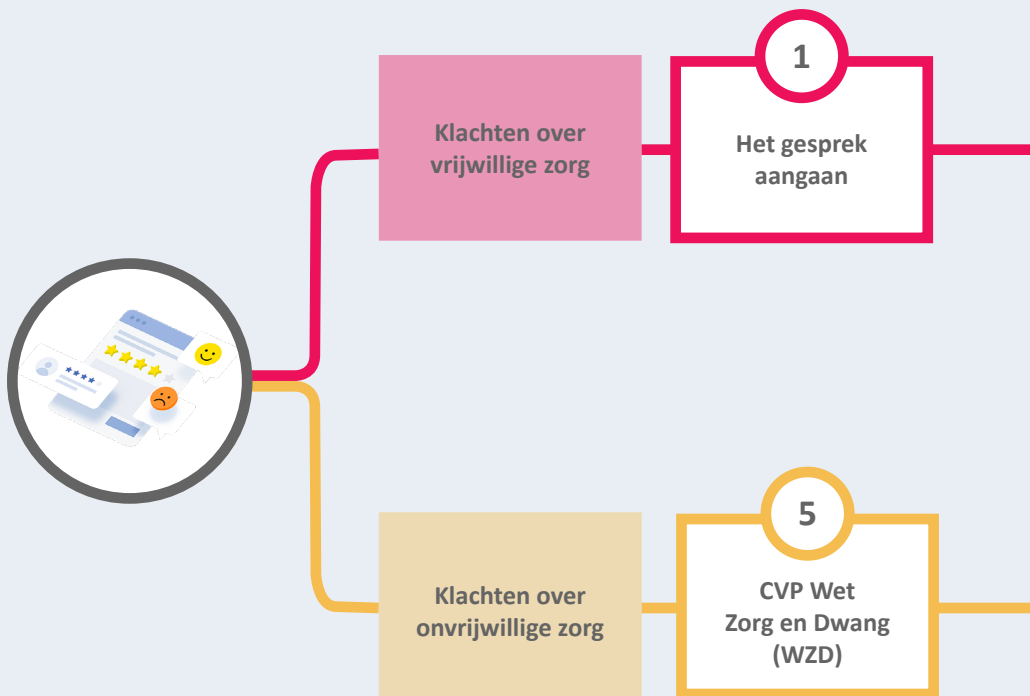 Klachten over
vrijwillige zorg
1
Het gesprek
aangaan
Klachten over
onvrijwillige zorg
5
CVP Wet
Zorg en Dwang
(WZD)